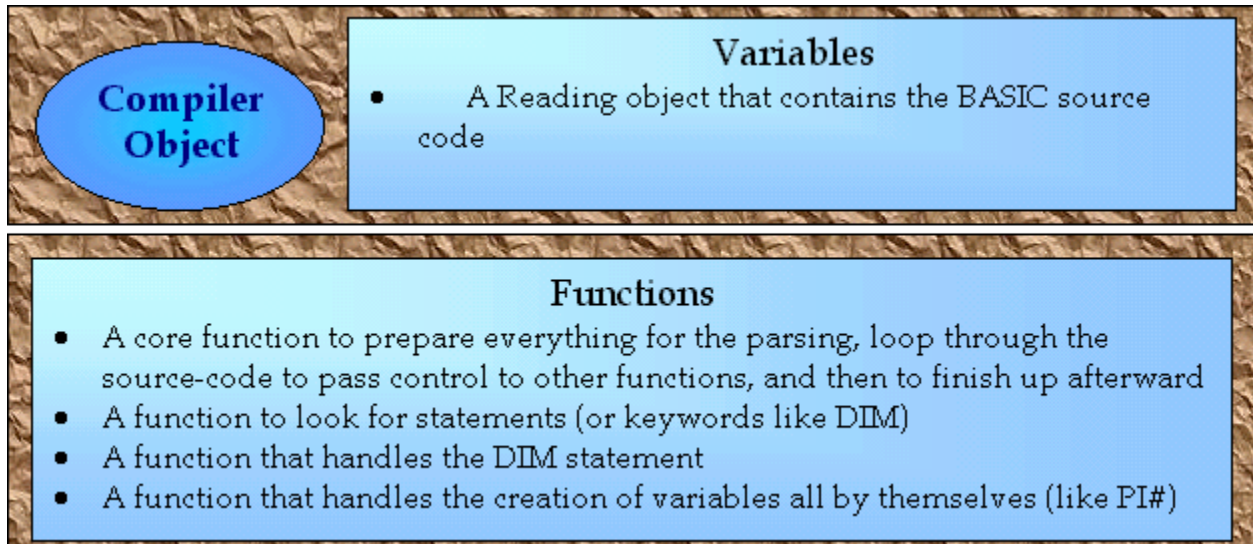 Compiler
Object
Variables
• A Reading object that contains the BASIC source
code
Functions
• A core function to prepare everything for the parsing, loop through the
source-code to pass control to other functions, and then to finish up afterward
• A function to look for statements (or keywords like DIM)
• A function that handles the DIM statement
• A function that handles the creation of variables all by themselves (like PI#)